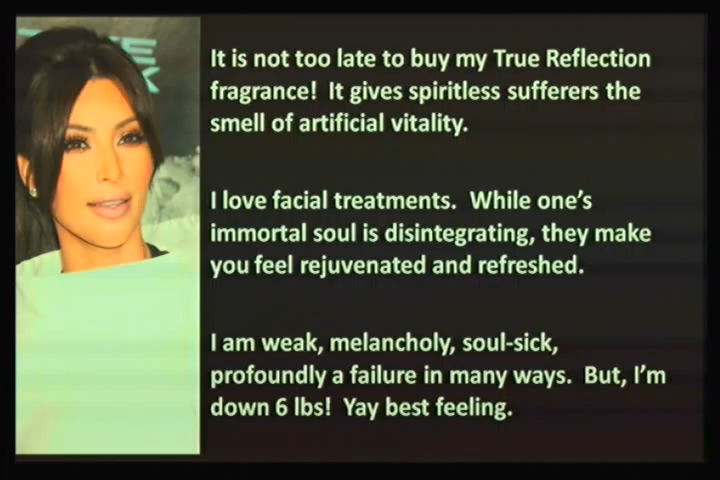 It is not too late to buy my True Reflection
fragrance!  It gives spiritless sufferers the
smell of artificial vitality.
I love facial treatments.  While one's
immortal soul is disintegrating, they make
you feel rejuvenated and refreshed.
I am weak, melancholy, soul-sick,
profoundly a failure in many ways.  But, I'm
down 6 lbs!  Yay best feeling.